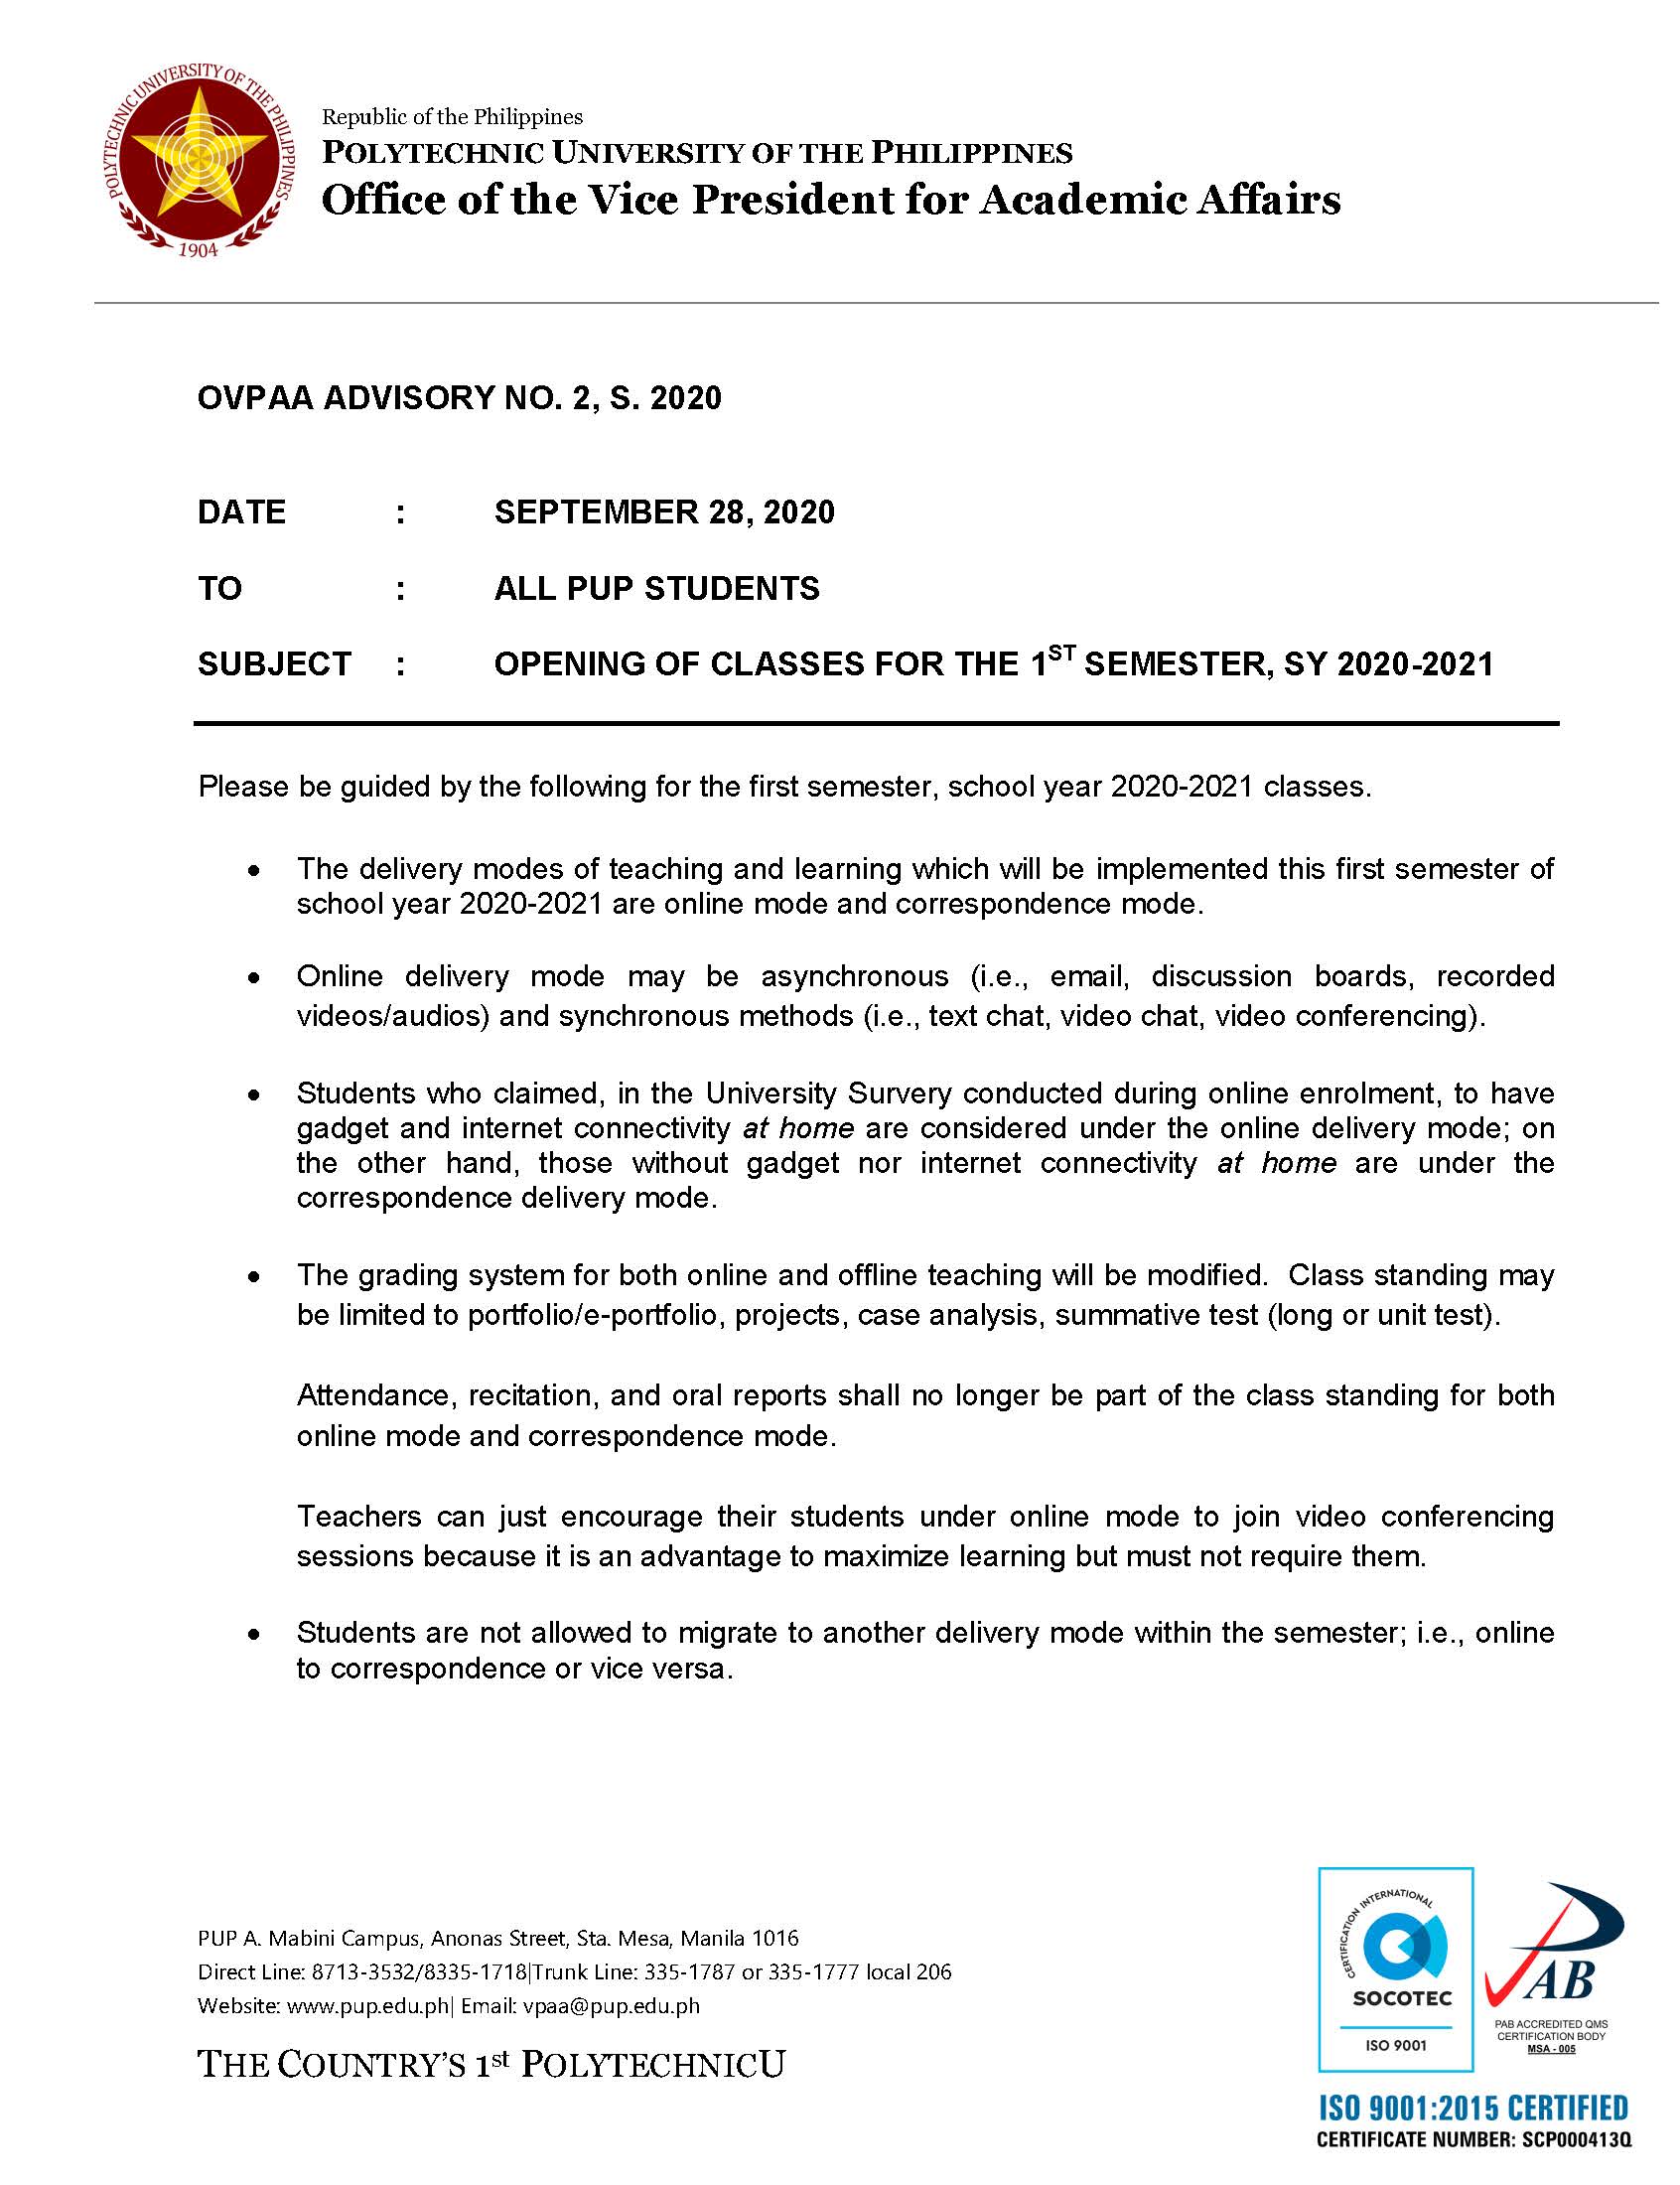 POLYTECHNIC UNIVERSITY OF THE PHILIPPINES
1904
Republic of the Philippines
POLYTECHNIC UNIVERSITY OF THE PHILIPPINES
Office of the Vice President for Academic Affairs
OVPAA ADVISORY NO. 2, S. 2020
DATE : SEPTEMBER 28, 2020
TO : ALL PUP STUDENTS
SUBJECT : OPENING OF CLASSES FOR THE 1ST SEMESTER, SY 2020-2021
Please be guided by the following for the first semester, school year 2020-2021 classes.
• The delivery modes of teaching and learning which will be implemented this first semester of
school year 2020-2021 are online mode and correspondence mode.
• Online delivery mode may be asynchronous (i.e., email, discussion boards, recorded
videos/audios) and synchronous methods (i.e., text chat, video chat, video conferencing).
• Students who claimed, in the University Survery conducted during online enrolment, to have
gadget and internet connectivity at home are considered under the online delivery mode; on
the other hand, those without gadget nor internet connectivity at home are under the
correspondence delivery mode.
• The grading system for both online and offline teaching will be modified. Class standing may
be limited to portfolio/e-portfolio, projects, case analysis, summative test (long or unit test).
Attendance, recitation, and oral reports shall no longer be part of the class standing for both
online mode and correspondence mode.
Teachers can just encourage their students under online mode to join video conferencing
sessions because it is an advantage to maximize learning but must not require them.
• Students are not allowed to migrate to another delivery mode within the semester; i.e., online
to correspondence or vice versa.
PUP A. Mabini Campus, Anonas Street, Sta. Mesa, Manila 1016
Direct Line: 8713-3532/8335-1718|Trunk Line: 335-1787 or 335-1777 local 206
Website: www.pup.edu.ph| Email: vpaa@pup.edu.ph
THE COUNTRY'S 1st POLYTECHNICU
CERTIFICATION INTERNATIONAL
SOCOTEC
ISO 9001
PAB
PAB ACCREDITED QMS
CERTIFICATION BODY
MSA - 005
ISO 9001:2015 CERTIFIED
CERTIFICATE NUMBER: SCP000413Q